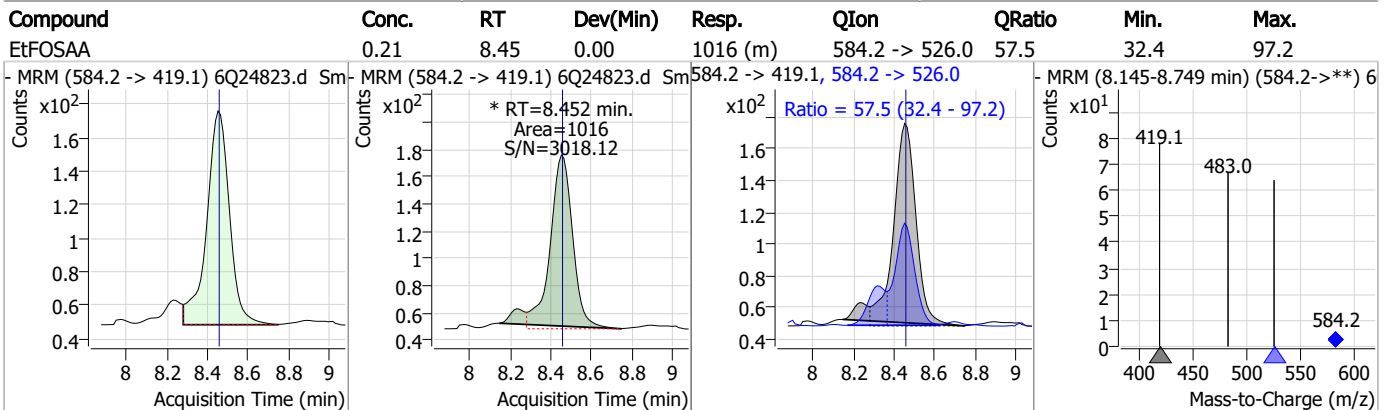 Compound Conc. RT Dev(Min) Resp. QIon QRatio Min. Max.
EtFOSAA 0.21 8.45 0.00 1016 (m) 584.2 -> 526.0 57.5 32.4 97.2
- MRM (584.2 -> 419.1) 6Q24823.d Sm
Counts
x10²
1.6
1.4
1.2
1
0.8
0.6
0.4
8 8.2 8.4 8.6 8.8 9
Acquisition Time (min)
- MRM (584.2 -> 419.1) 6Q24823.d Sm
Counts
x10²
* RT=8.452 min.
Area=1016
S/N=3018.12
1.8
1.6
1.4
1.2
1
0.8
0.6
0.4
8 8.2 8.4 8.6 8.8 9
Acquisition Time (min)
584.2 -> 419.1, 584.2 -> 526.0
Counts
x10²
Ratio = 57.5 (32.4 - 97.2)
1.6
1.4
1.2
1
0.8
0.6
0.4
8 8.2 8.4 8.6 8.8 9
Acquisition Time (min)
- MRM (8.145-8.749 min) (584.2->**) 6
Counts
x10¹
8
7
6
5
4
3
2
1
0
419.1
483.0
584.2
400 450 500 550 600
Mass-to-Charge (m/z)